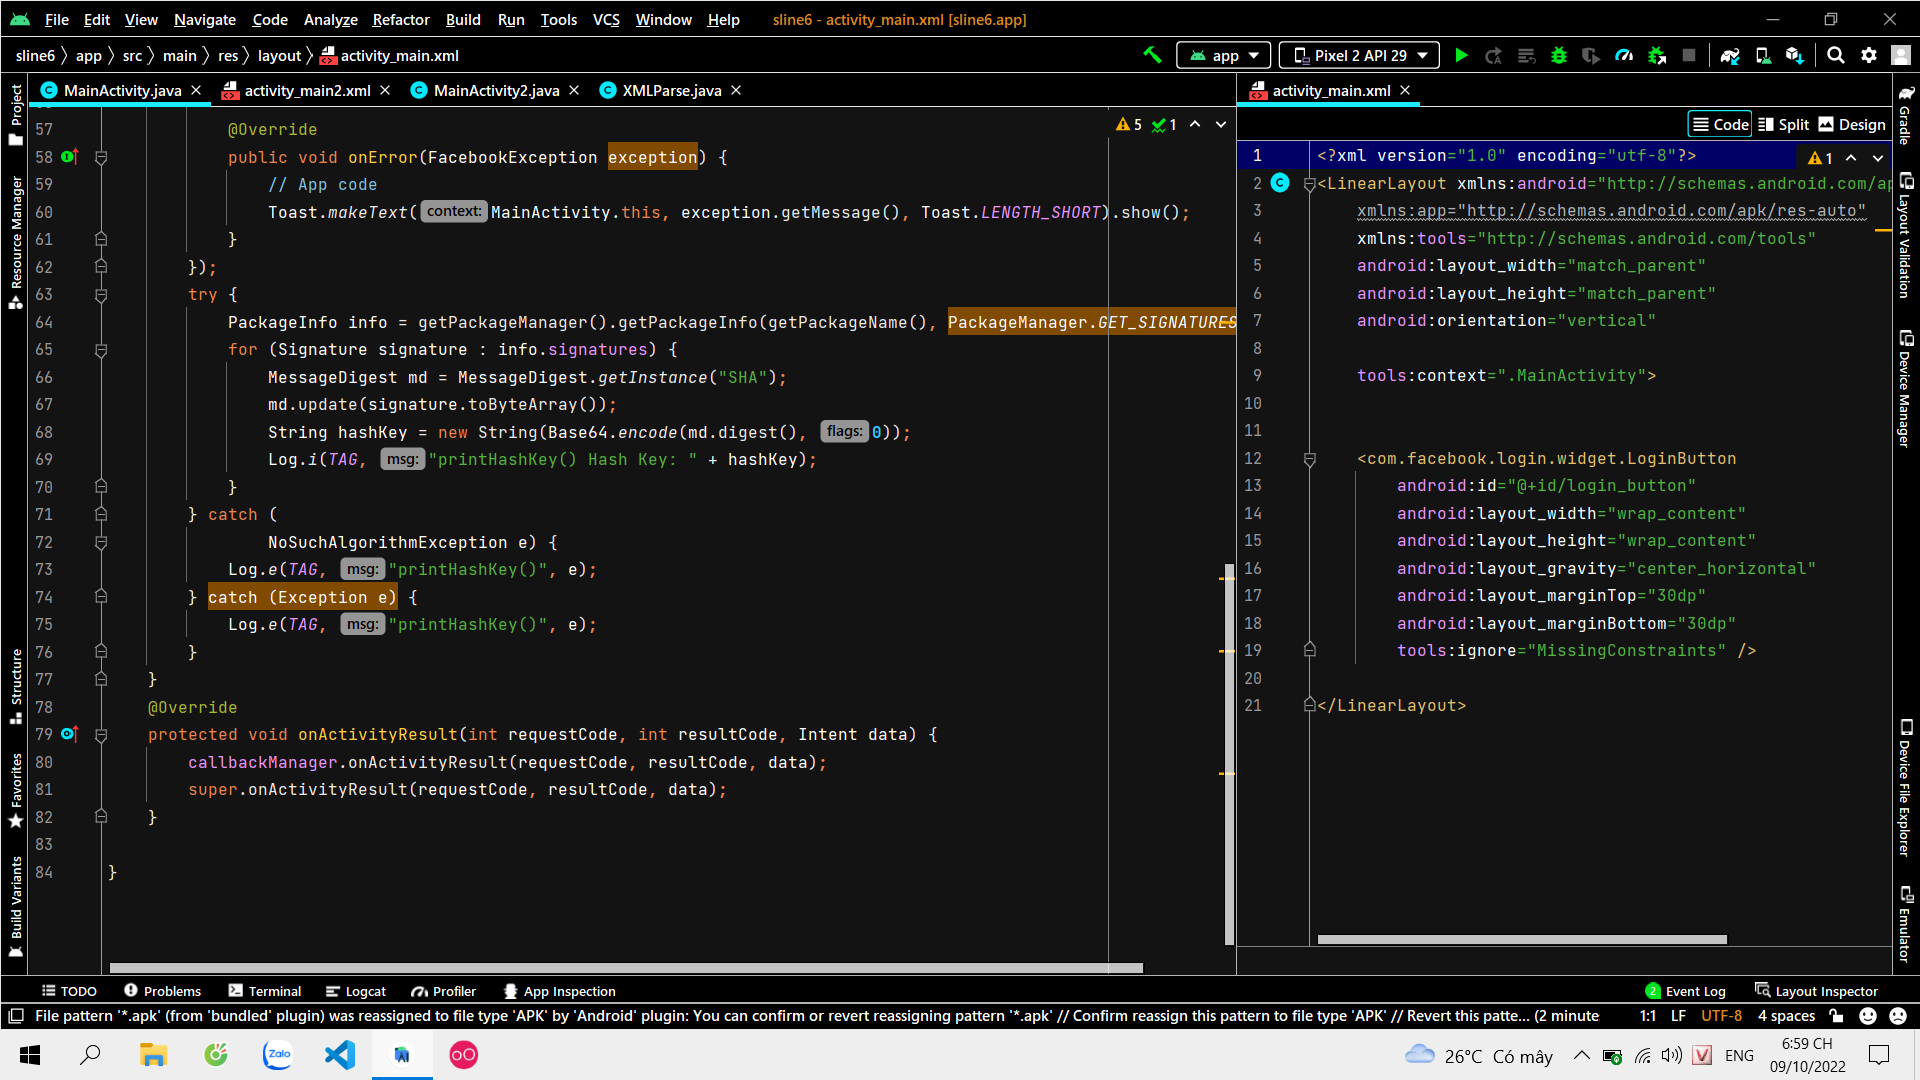 File Edit View Navigate Code Analyze Refactor Build Run Tools VCS Window Help sline6 - activity_main.xml [sline6.app]
sline6 app src main res layout activity_main.xml app Pixel 2 API 29
MainActivity.java activity_main2.xml MainActivity2.java XMLParse.java
57 @Override
58 public void onError(FacebookException exception) {
59 // App code
60 Toast.makeText( context: MainActivity.this, exception.getMessage(), Toast.LENGTH_SHORT).show();
61 }
62 });
63 try {
64 PackageInfo info = getPackageManager().getPackageInfo(getPackageName(), PackageManager.GET_SIGNATURES
65 for (Signature signature : info.signatures) {
66 MessageDigest md = MessageDigest.getInstance("SHA");
67 md.update(signature.toByteArray());
68 String hashKey = new String(Base64.encode(md.digest(), flags: 0));
69 Log.i(TAG, msg: "printHashKey() Hash Key: " + hashKey);
70 }
71 } catch (
72 NoSuchAlgorithmException e) {
73 Log.e(TAG, msg: "printHashKey()", e);
74 } catch (Exception e) {
75 Log.e(TAG, msg: "printHashKey()", e);
76 }
77 }
78 @Override
79 protected void onActivityResult(int requestCode, int resultCode, Intent data) {
80 callbackManager.onActivityResult(requestCode, resultCode, data);
81 super.onActivityResult(requestCode, resultCode, data);
82 }
83
84 }
5 1
activity_main.xml
Code Split Design
1
1 <?xml version="1.0" encoding="utf-8"?>
2 <LinearLayout xmlns:android="http://schemas.android.com/ap
3 xmlns:app="http://schemas.android.com/apk/res-auto"
4 xmlns:tools="http://schemas.android.com/tools"
5 android:layout_width="match_parent"
6 android:layout_height="match_parent"
7 android:orientation="vertical"
8
9 tools:context=".MainActivity">
10
11
12 <com.facebook.login.widget.LoginButton
13 android:id="@+id/login_button"
14 android:layout_width="wrap_content"
15 android:layout_height="wrap_content"
16 android:layout_gravity="center_horizontal"
17 android:layout_marginTop="30dp"
18 android:layout_marginBottom="30dp"
19 tools:ignore="MissingConstraints" />
20
21 </LinearLayout>
Project
Resource Manager
Structure
Favorites
Build Variants
Gradle
Layout Validation
Device Manager
Device File Explorer
Emulator
TODO Problems Terminal Logcat Profiler App Inspection 2 Event Log Layout Inspector
File pattern '*.apk' (from 'bundled' plugin) was reassigned to file type 'APK' by 'Android' plugin: You can confirm or revert reassigning pattern '*.apk' // Confirm reassign this pattern to file type 'APK' // Revert this patte... (2 minute 1:1 LF UTF-8 4 spaces
Zalo 26°C Có mây V ENG 6:59 CH
09/10/2022